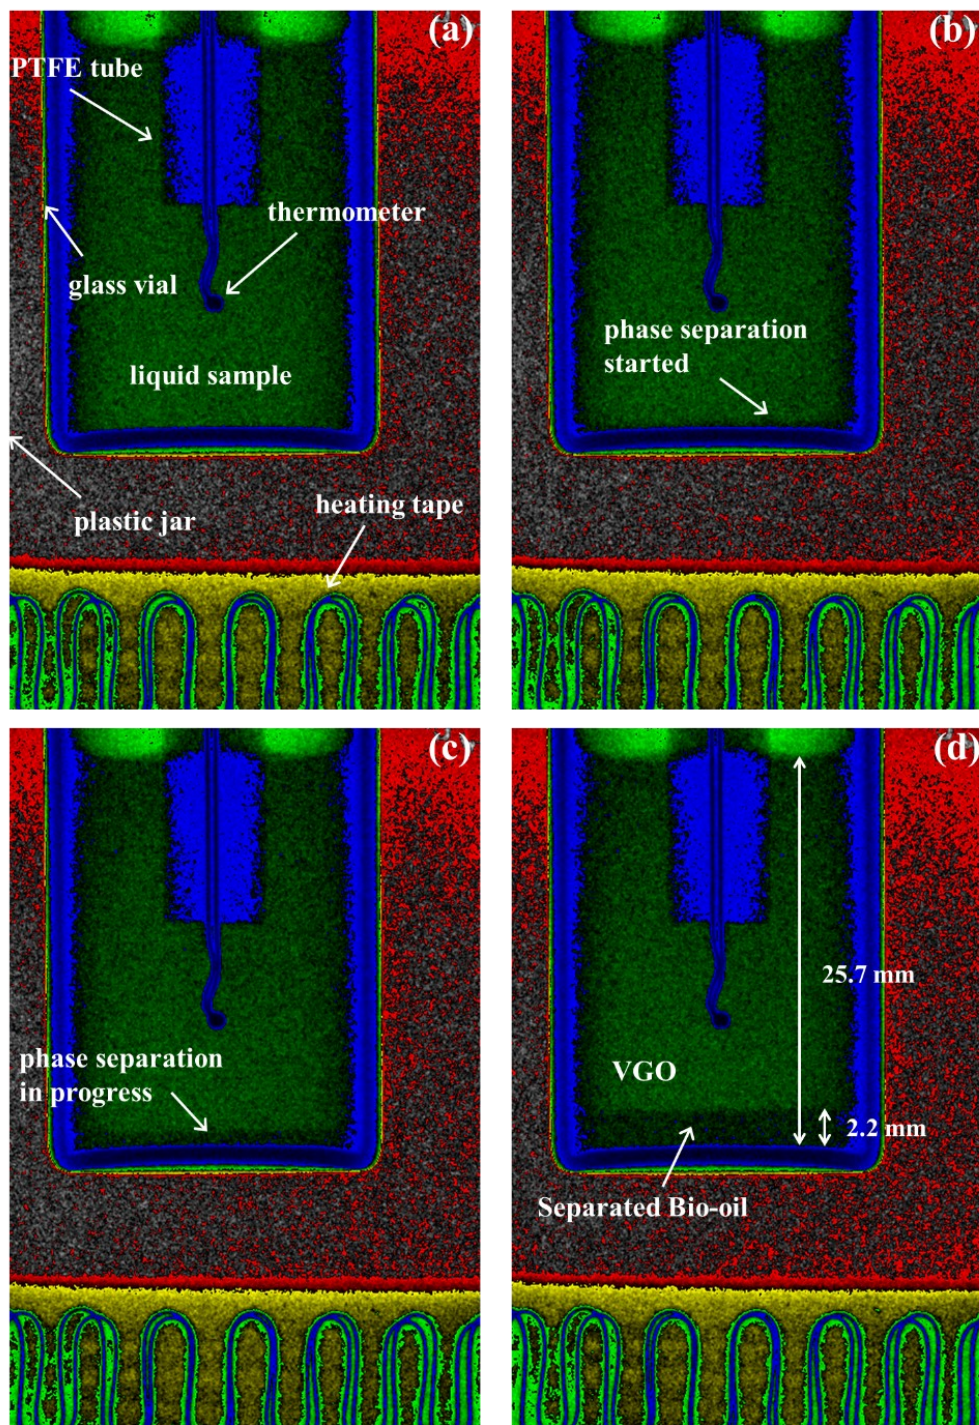 (a)
PTFE tube
thermometer
glass vial
liquid sample
plastic jar
heating tape
(b)
phase separation
started
(c)
phase separation
in progress
(d)
25.7 mm
VGO
2.2 mm
Separated Bio-oil